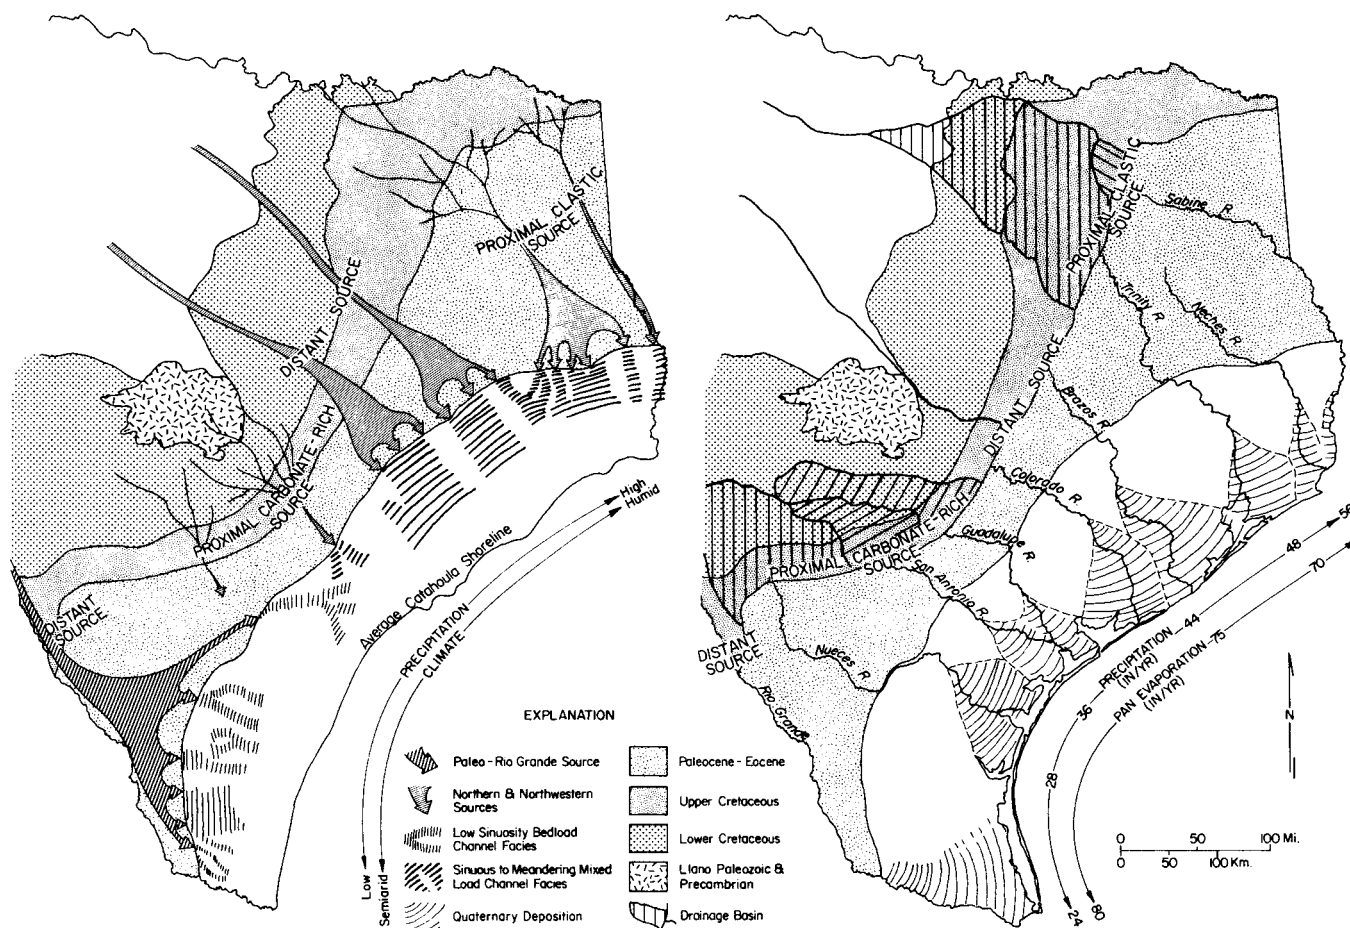 PROXIMAL CLASTIC
SOURCE
DISTANT SOURCE
PROXIMAL CARBONATE-RICH
SOURCE
DISTANT
SOURCE
Average Catahoula Shoreline
PRECIPITATION
CLIMATE
High
Humid
Low
Semiarid
EXPLANATION
Paleo-Rio Grande Source
Northern & Northwestern
Sources
Low Sinuosity Bedload
Channel Facies
Sinuous to Meandering Mixed
Load Channel Facies
Quaternary Deposition
Paleocene-Eocene
Upper Cretaceous
Lower Cretaceous
Llano Paleozoic &
Precambrian
Drainage Basin
PROXIMAL CLASTIC
SOURCE
Sabine R.
Trinity R.
Neches R.
Brazos R.
DISTANT SOURCE
Colorado R.
Guadalupe R.
PROXIMAL CARBONATE-RICH
SOURCE
San Antonio R.
DISTANT
SOURCE
Nueces R.
Rio Grande
56
48
44
PRECIPITATION
(IN/YR)
36
28
24
70
75
PAN EVAPORATION
(IN/YR)
80
N
0 50 100 Mi.
0 50 100 Km.